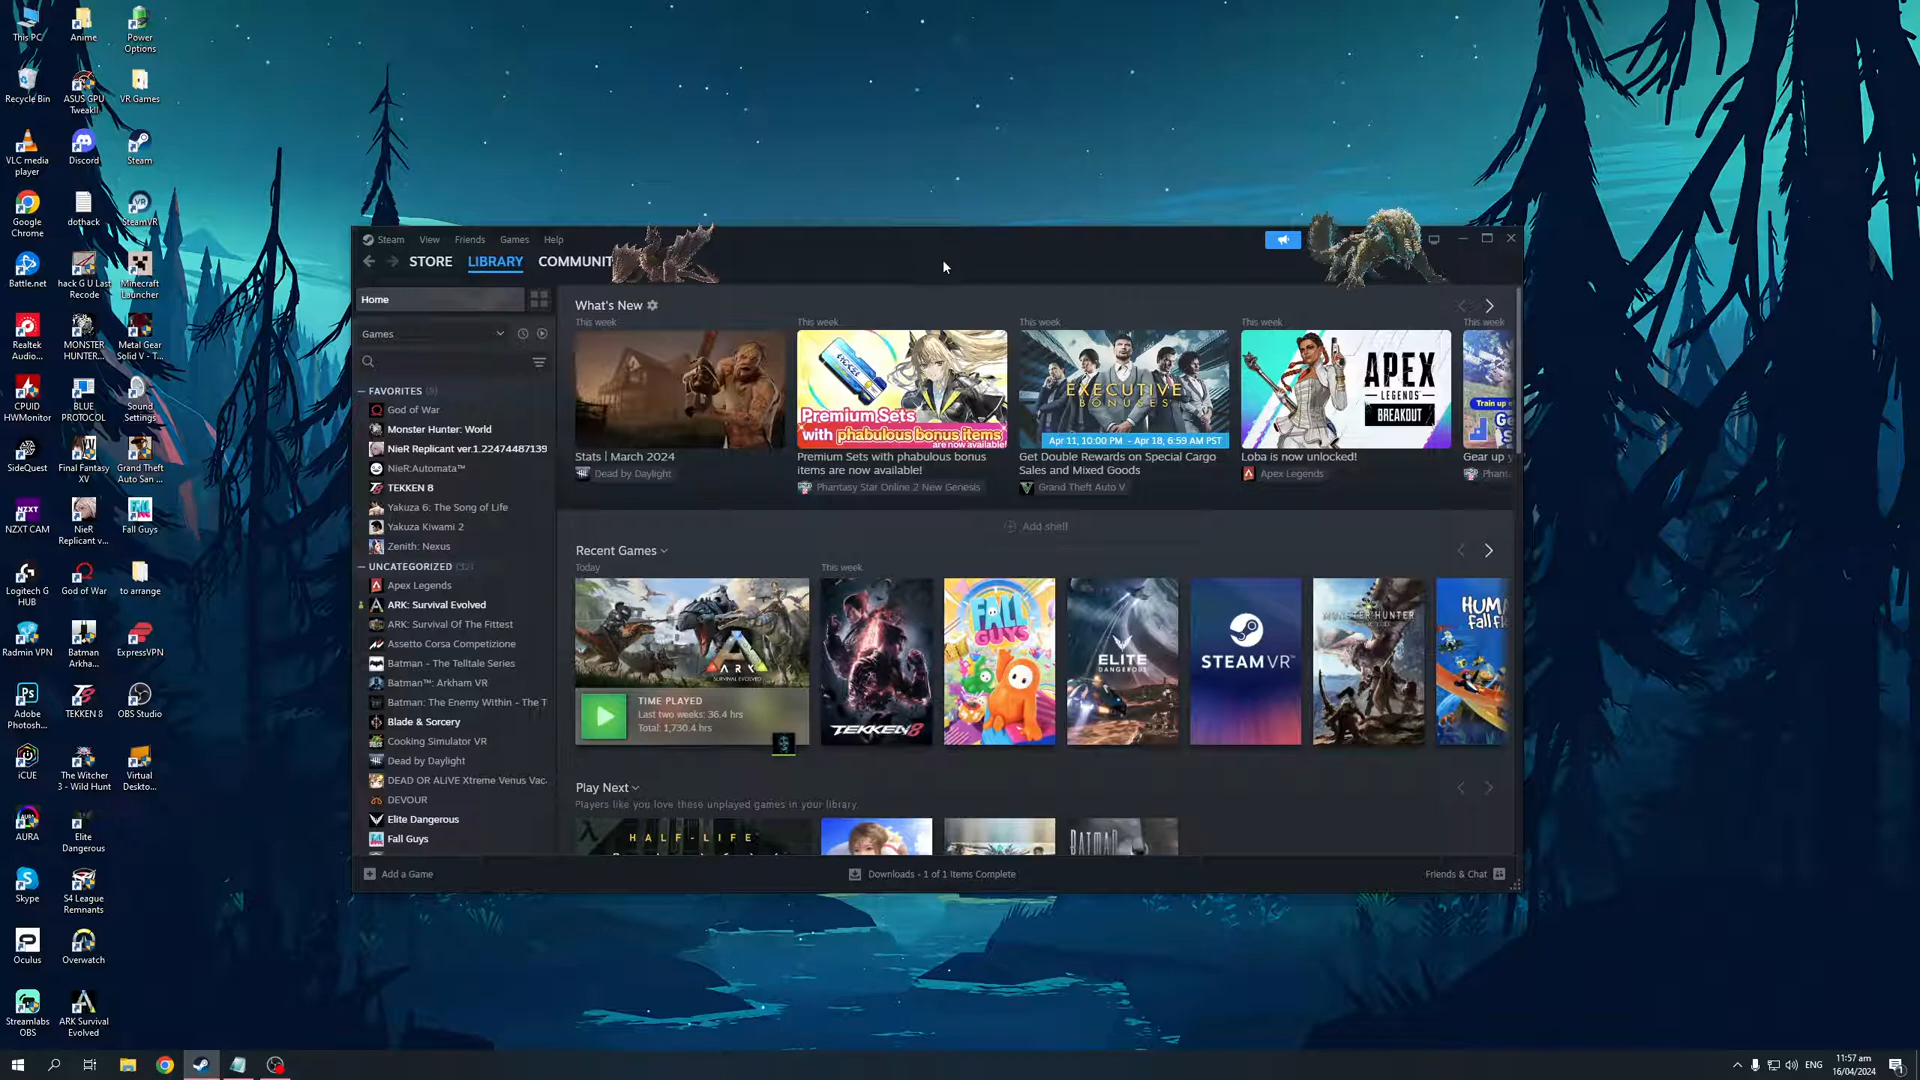 This PC
Anime
Power
Options
Recycle Bin
ASUS GPU
TweakII
VR Games
VLC media
player
Discord
Steam
Google
Chrome
dothack
SteamVR
Battle.net
hack G U Last
Recode
Minecraft
Launcher
Realtek
Audio...
MONSTER
HUNTER...
Metal Gear
Solid V - T...
CPUID
HWMonitor
BLUE
PROTOCOL
Sound
Settings
SideQuest
Final Fantasy
XV
Grand Theft
Auto San ...
NZXT CAM
NieR
Replicant v...
Fall Guys
Logitech G
HUB
God of War
to arrange
Radmin VPN
Batman
Arkha...
ExpressVPN
Adobe
Photosh...
TEKKEN 8
OBS Studio
iCUE
The Witcher
3 - Wild Hunt
Virtual
Deskto...
AURA
Elite
Dangerous
Skype
S4 League
Remnants
Oculus
Overwatch
Streamlabs
OBS
ARK Survival
Evolved
Steam View Friends Games Help
STORE LIBRARY COMMUNIT
Home
Games
FAVORITES
God of War
Monster Hunter: World
NieR Replicant ver.1.22474487139
NieR:Automata™
TEKKEN 8
Yakuza 6: The Song of Life
Yakuza Kiwami 2
Zenith: Nexus
UNCATEGORIZED
Apex Legends
ARK: Survival Evolved
ARK: Survival Of The Fittest
Assetto Corsa Competizione
Batman - The Telltale Series
Batman™: Arkham VR
Batman: The Enemy Within - The T
Blade & Sorcery
Cooking Simulator VR
Dead by Daylight
DEAD OR ALIVE Xtreme Venus Vac
DEVOUR
Elite Dangerous
Fall Guys
What's New
This week
Stats | March 2024
Dead by Daylight
This week
TICKET
Premium Sets
with phabulous bonus items
are now available!
Premium Sets with phabulous bonus
items are now available!
Phantasy Star Online 2 New Genesis
This week
EXECUTIVE
BONUSES
Apr 11, 10:00 PM - Apr 18, 6:59 AM PST
Get Double Rewards on Special Cargo
Sales and Mixed Goods
Grand Theft Auto V
This week
APEX
LEGENDS
BREAKOUT
Loba is now unlocked!
Apex Legends
This week
Train up
Ge
Gear up y
Phanta
Add shelf
Recent Games
Today
ARK
SURVIVAL EVOLVED
TIME PLAYED
Last two weeks: 36.4 hrs
Total: 1,730.4 hrs
This week
TEKKEN 8
FALL
GUYS
ELITE
DANGEROUS
STEAMVR™
MONSTER HUNTER
HUM
fall fl
Play Next
Players like you love these unplayed games in your library.
HALF-LIFE
BATMAN
Add a Game
Downloads - 1 of 1 Items Complete
Friends & Chat
ENG
11:57 am
16/04/2024